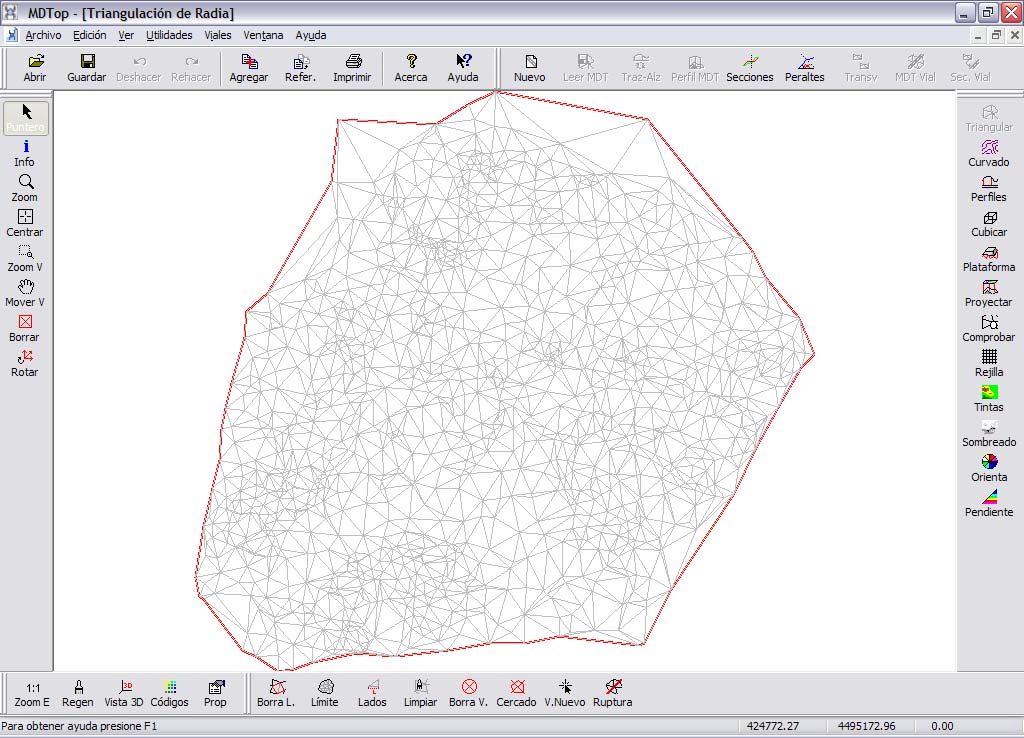 MDTop - [Triangulación de Radia]
Archivo Edición Ver Utilidades Viales Ventana Ayuda
Abrir Guardar Deshacer Rehacer Agregar Refer. Imprimir Acerca Ayuda Nuevo Leer MDT Traz-Alz Perfil MDT Secciones Peraltes Transv MDT Vial Sec. Vial
Puntero
Info
Zoom
Centrar
Zoom V
Mover V
Borrar
Rotar
Triangular
Curvado
Perfiles
Cubicar
Plataforma
Proyectar
Comprobar
Rejilla
Tintas
Sombreado
Orienta
Pendiente
1:1 3D
Zoom E Regen Vista 3D Códigos Prop Borra L. Límite Lados Limpiar Borra V. Cercado V.Nuevo Ruptura
Para obtener ayuda presione F1 424772.27 4495172.96 0.00